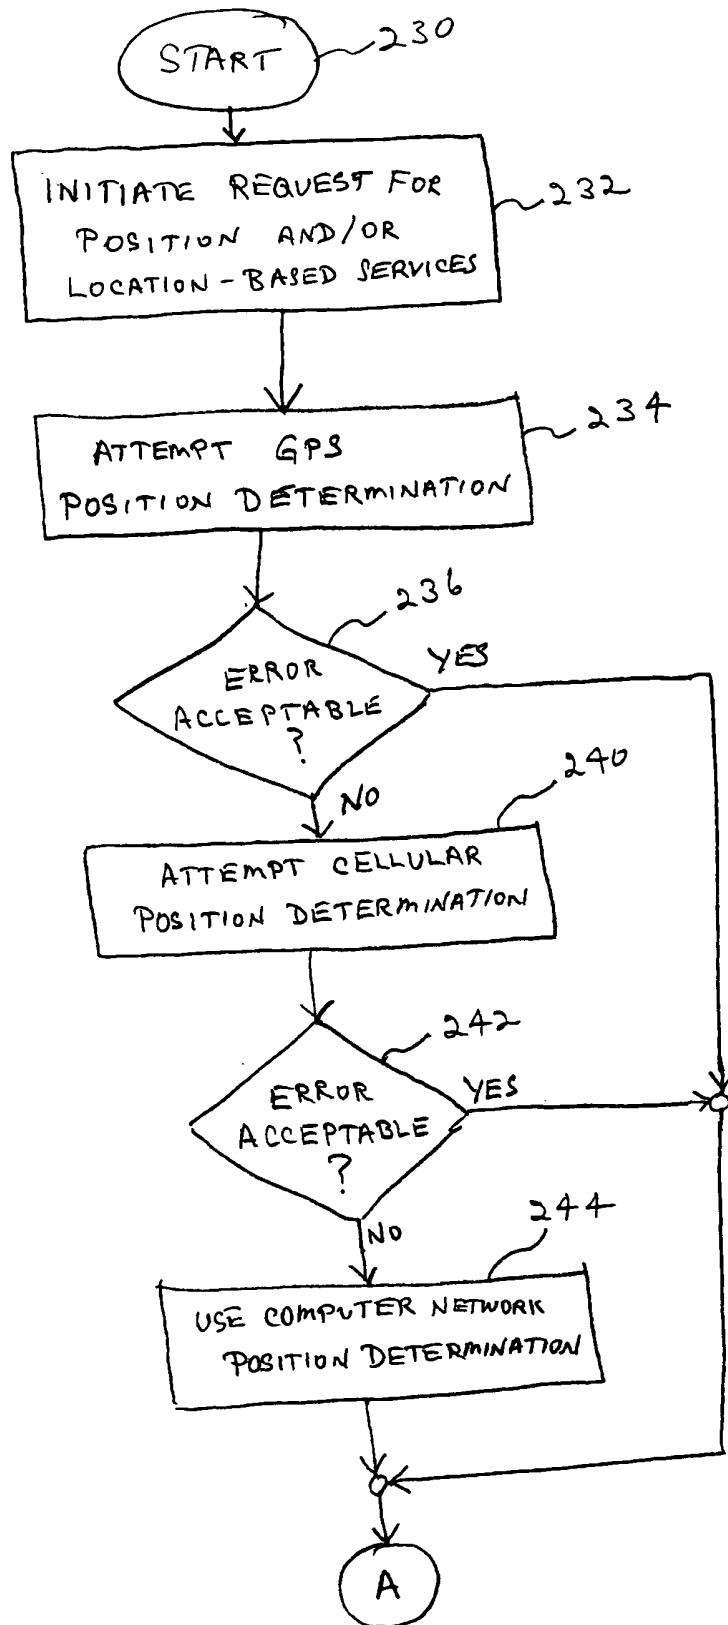 START
230
INITIATE REQUEST FOR
POSITION AND/OR
LOCATION-BASED SERVICES
232
ATTEMPT GPS
POSITION DETERMINATION
234
236
ERROR
ACCEPTABLE
?
YES
NO
240
ATTEMPT CELLULAR
POSITION DETERMINATION
242
ERROR
ACCEPTABLE
?
YES
NO
244
USE COMPUTER NETWORK
POSITION DETERMINATION
A